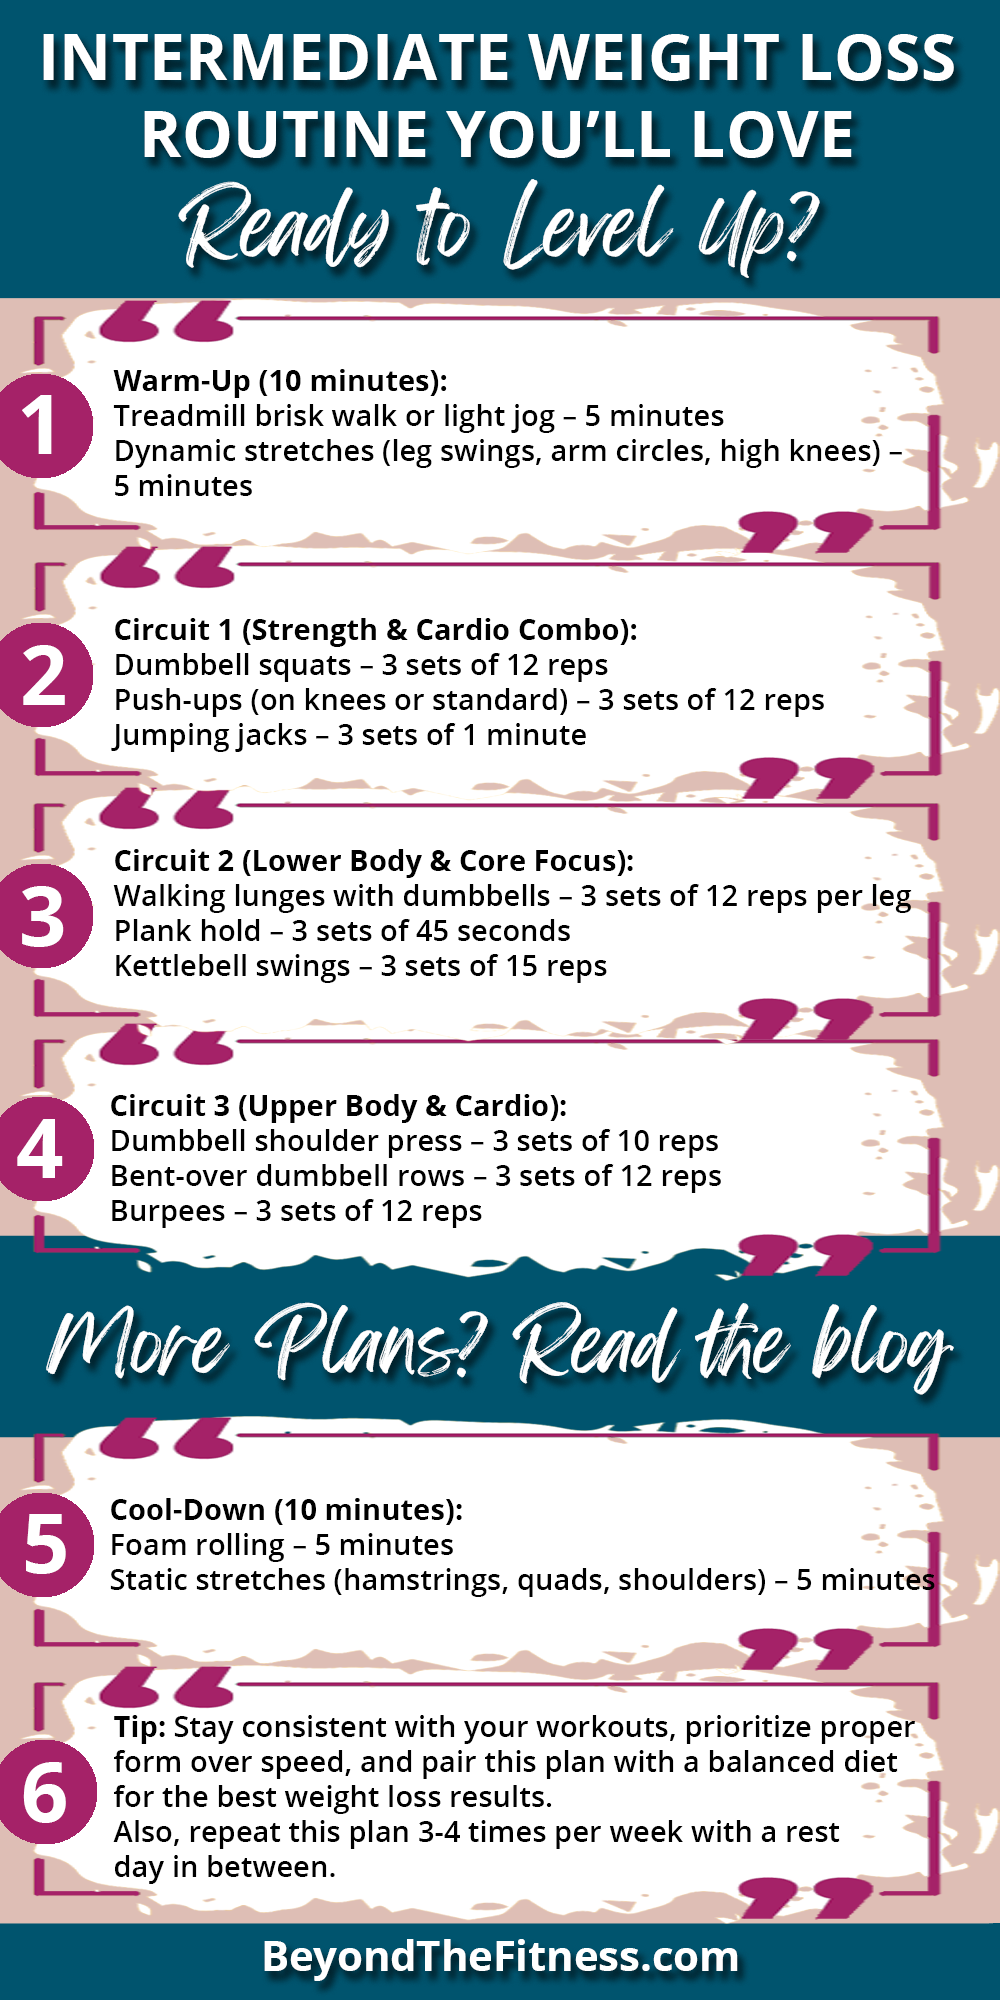 INTERMEDIATE WEIGHT LOSS
ROUTINE YOU’LL LOVE
Ready to Level Up?
1
Warm-Up (10 minutes):
Treadmill brisk walk or light jog – 5 minutes
Dynamic stretches (leg swings, arm circles, high knees) –
5 minutes
2
Circuit 1 (Strength & Cardio Combo):
Dumbbell squats – 3 sets of 12 reps
Push-ups (on knees or standard) – 3 sets of 12 reps
Jumping jacks – 3 sets of 1 minute
3
Circuit 2 (Lower Body & Core Focus):
Walking lunges with dumbbells – 3 sets of 12 reps per leg
Plank hold – 3 sets of 45 seconds
Kettlebell swings – 3 sets of 15 reps
4
Circuit 3 (Upper Body & Cardio):
Dumbbell shoulder press – 3 sets of 10 reps
Bent-over dumbbell rows – 3 sets of 12 reps
Burpees – 3 sets of 12 reps
More Plans? Read the blog
5
Cool-Down (10 minutes):
Foam rolling – 5 minutes
Static stretches (hamstrings, quads, shoulders) – 5 minutes
6
Tip: Stay consistent with your workouts, prioritize proper
form over speed, and pair this plan with a balanced diet
for the best weight loss results.
Also, repeat this plan 3-4 times per week with a rest
day in between.
BeyondTheFitness.com